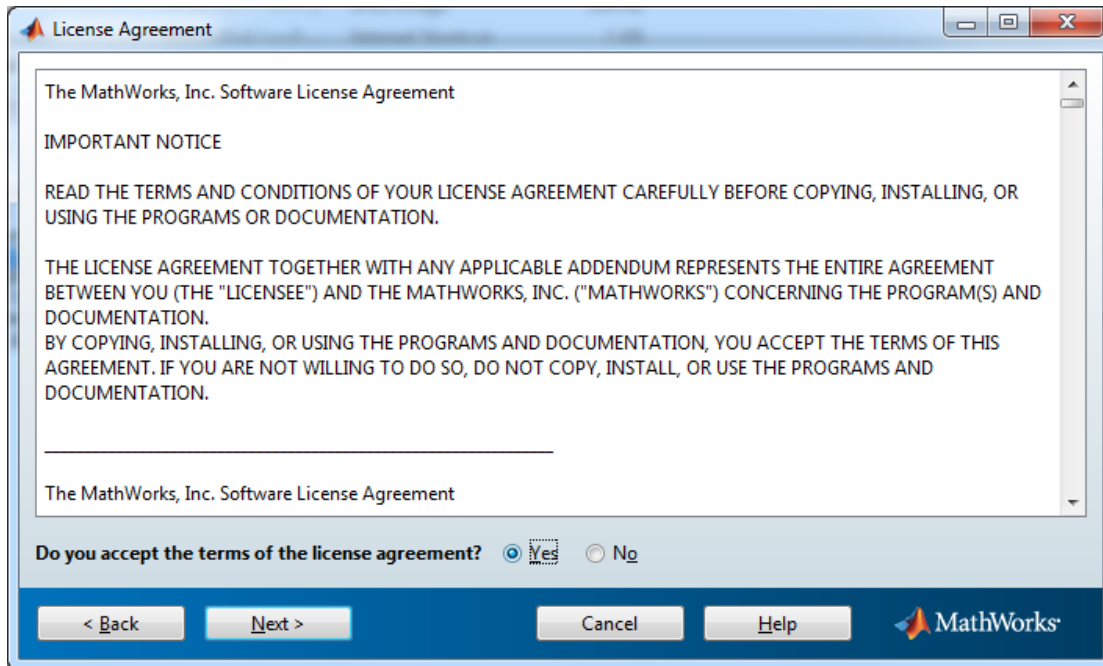 License Agreement
The MathWorks, Inc. Software License Agreement
IMPORTANT NOTICE
READ THE TERMS AND CONDITIONS OF YOUR LICENSE AGREEMENT CAREFULLY BEFORE COPYING, INSTALLING, OR
USING THE PROGRAMS OR DOCUMENTATION.
THE LICENSE AGREEMENT TOGETHER WITH ANY APPLICABLE ADDENDUM REPRESENTS THE ENTIRE AGREEMENT
BETWEEN YOU (THE "LICENSEE") AND THE MATHWORKS, INC. ("MATHWORKS") CONCERNING THE PROGRAM(S) AND
DOCUMENTATION.
BY COPYING, INSTALLING, OR USING THE PROGRAMS AND DOCUMENTATION, YOU ACCEPT THE TERMS OF THIS
AGREEMENT. IF YOU ARE NOT WILLING TO DO SO, DO NOT COPY, INSTALL, OR USE THE PROGRAMS AND
DOCUMENTATION.
The MathWorks, Inc. Software License Agreement
Do you accept the terms of the license agreement? Yes No
< Back Next > Cancel Help MathWorks